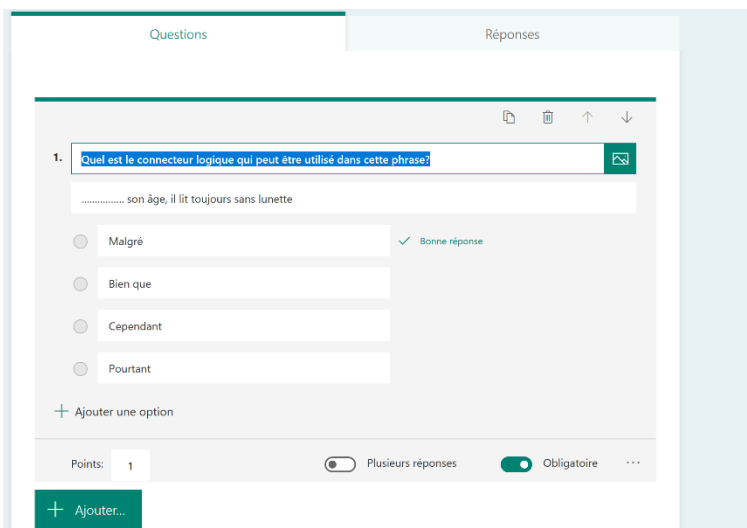 Questions
Réponses
1. Quel est le connecteur logique qui peut être utilisé dans cette phrase?
................ son âge, il lit toujours sans lunette
Malgré
Bonne réponse
Bien que
Cependant
Pourtant
Ajouter une option
Points: 1
Plusieurs réponses
Obligatoire
Ajouter...